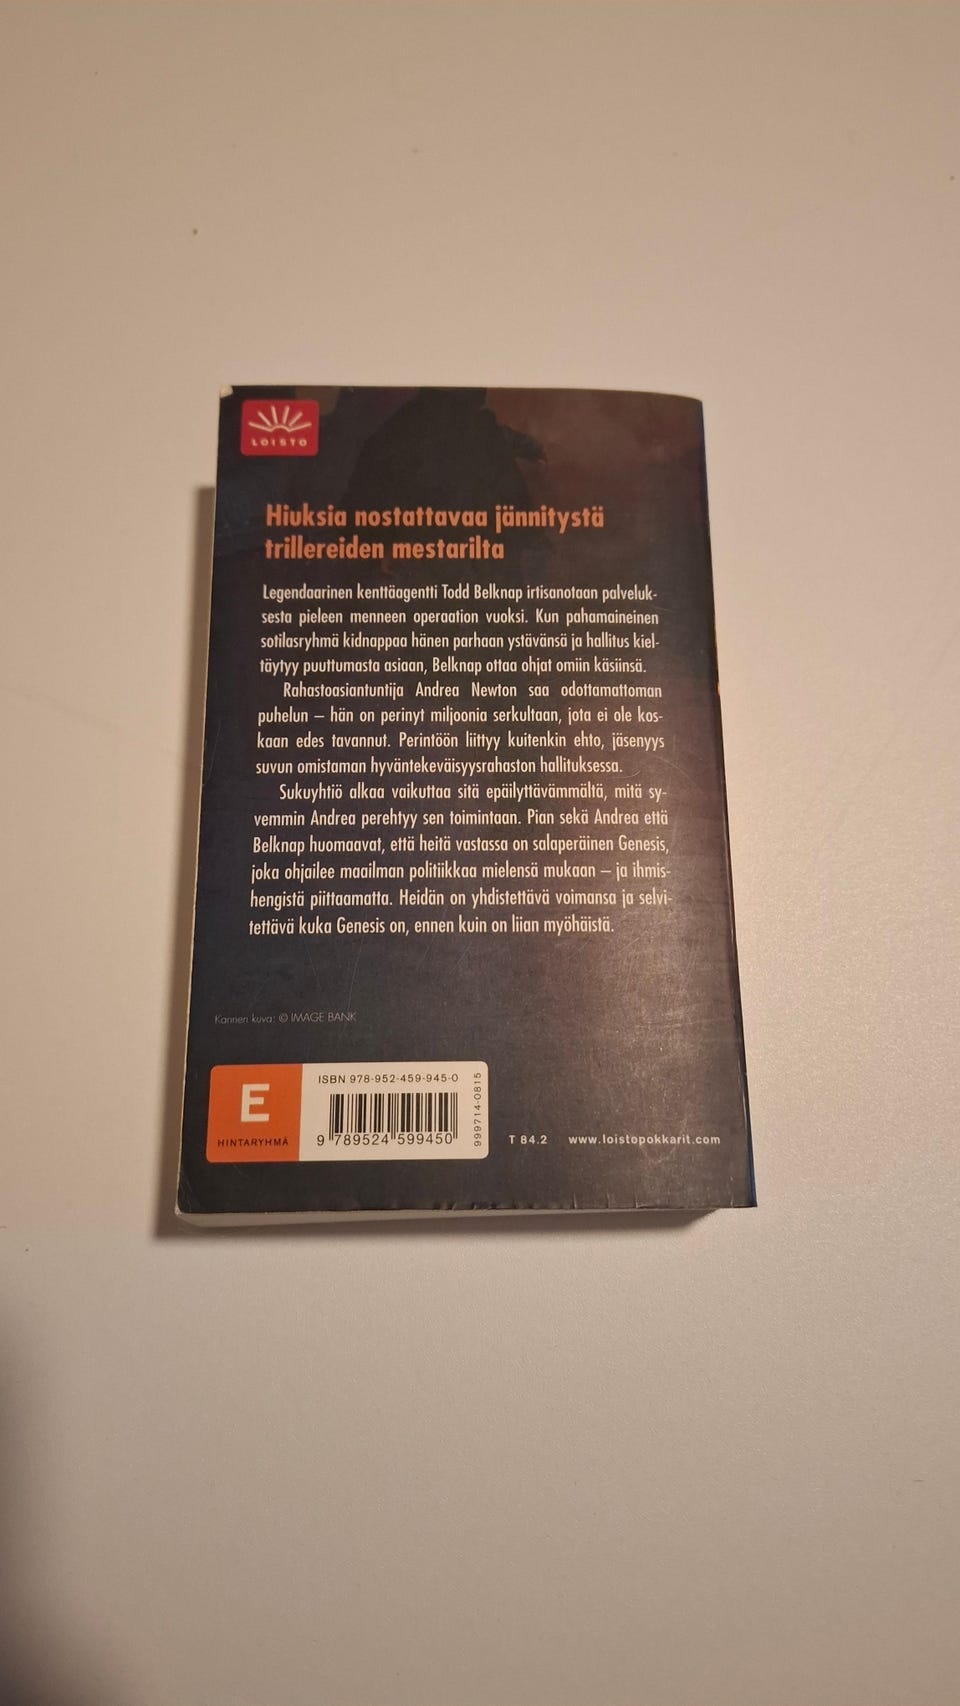 LOISTO
Hiuksia nostattavaa jännitystä
trillereiden mestarilta
Legendaarinen kenttäagentti Todd Belknap irtisanotaan palveluk-
sesta pieleen menneen operaation vuoksi. Kun pahamaineinen
sotilasryhmä kidnappaa hänen parhaan ystävänsä ja hallitus kiel-
täytyy puuttumasta asiaan, Belknap ottaa ohjat omiin käsiinsä.
Rahastoasiantuntija Andrea Newton saa odottamattoman
puhelun – hän on perinyt miljoonia serkultaan, jota ei ole kos-
kaan edes tavannut. Perintöön liittyy kuitenkin ehto, jäsenyys
suvun omistaman hyväntekeväisyysrahaston hallituksessa.
Sukuyhtiö alkaa vaikuttaa sitä epäilyttävämmältä, mitä sy-
vemmin Andrea perehtyy sen toimintaan. Pian sekä Andrea että
Belknap huomaavat, että heitä vastassa on salaperäinen Genesis,
joka ohjailee maailman politiikkaa mielensä mukaan – ja ihmis-
hengistä piittaamatta. Heidän on yhdistettävä voimansa ja selvi-
tettävä kuka Genesis on, ennen kuin on liian myöhäistä.
Kannen kuva: © IMAGE BANK
E
HINTARYHMÄ
ISBN 978-952-459-945-0
9 789524 599450
999714-0815
T 84.2 www.loistopokkarit.com